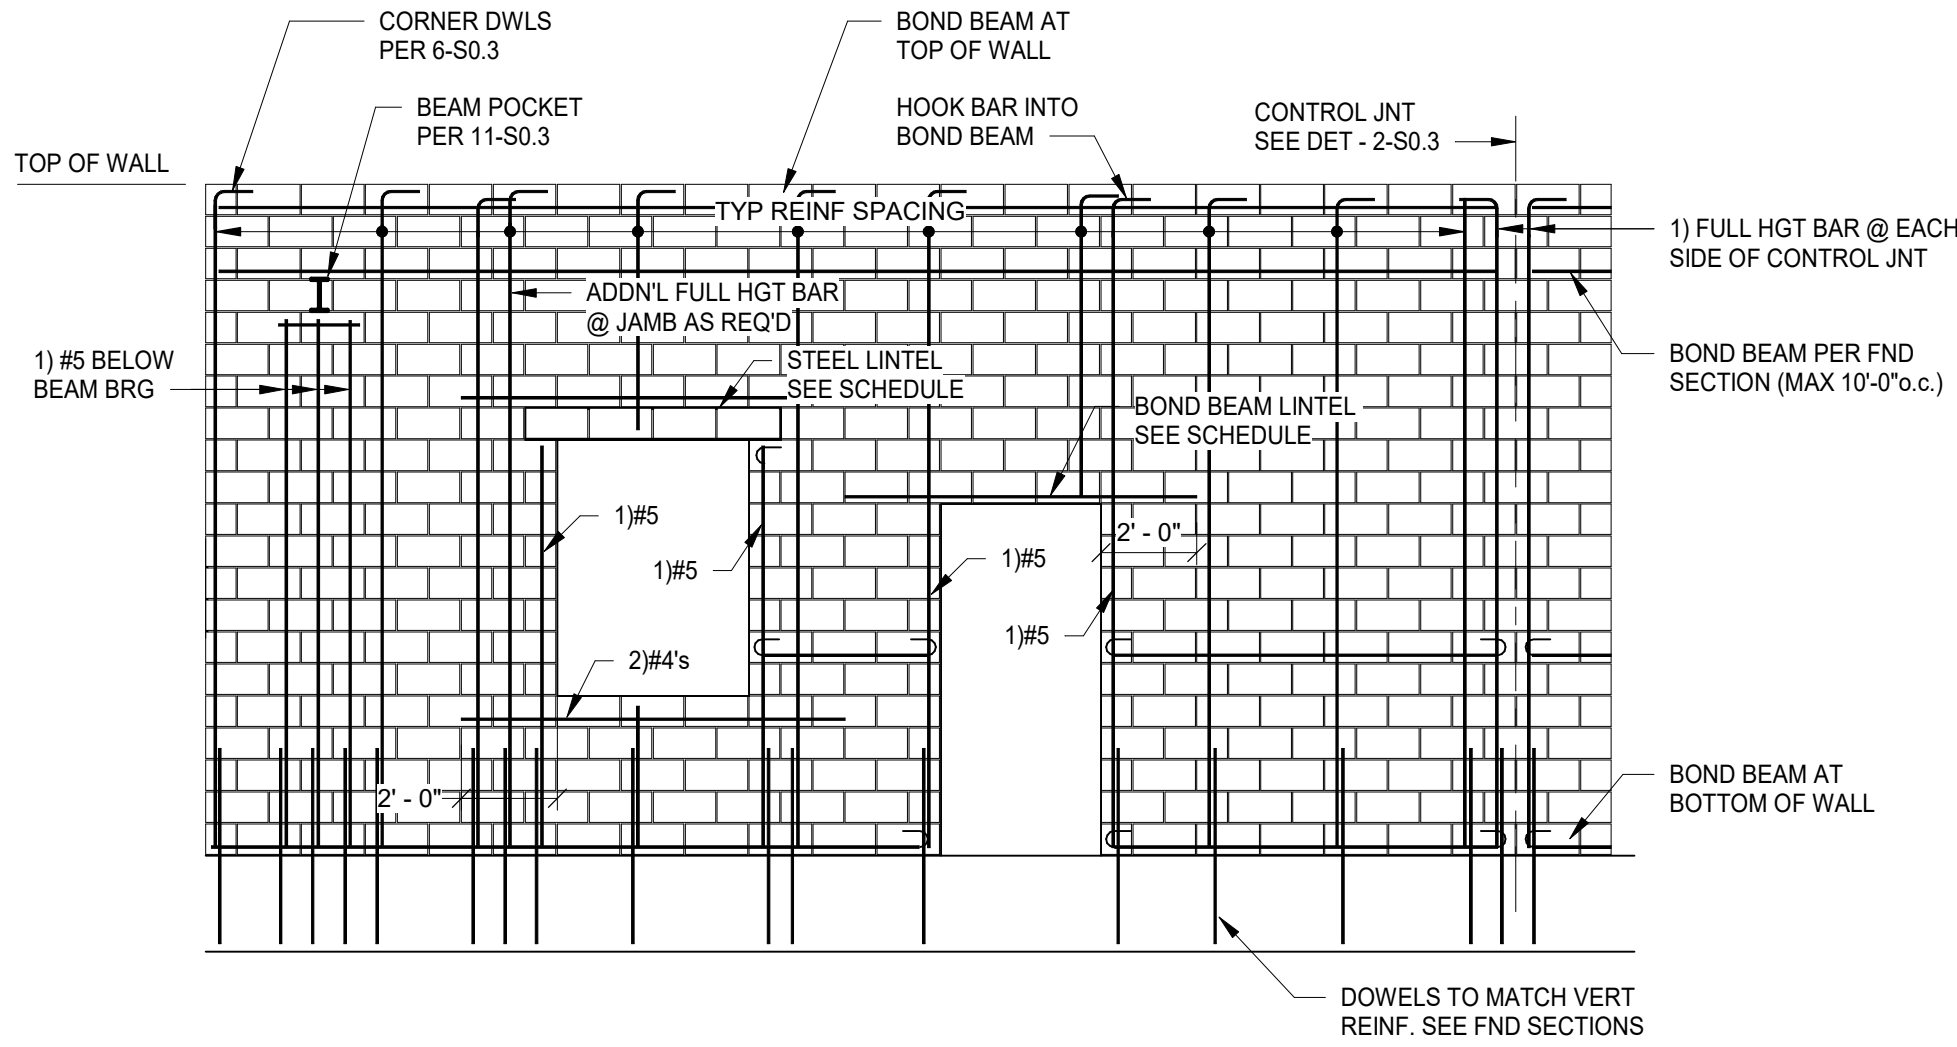 CORNER DWLS
PER 6-S0.3
BOND BEAM AT
TOP OF WALL
BEAM POCKET
PER 11-S0.3
HOOK BAR INTO
BOND BEAM
CONTROL JNT
SEE DET - 2-S0.3
TOP OF WALL
TYP REINF SPACING
1) FULL HGT BAR @ EACH
SIDE OF CONTROL JNT
ADDN'L FULL HGT BAR
@ JAMB AS REQ'D
1) #5 BELOW
BEAM BRG
STEEL LINTEL
SEE SCHEDULE
BOND BEAM PER FND
SECTION (MAX 10'-0"o.c.)
BOND BEAM LINTEL
SEE SCHEDULE
1)#5
2' - 0"
1)#5
1)#5
1)#5
2)#4's
2' - 0"
BOND BEAM AT
BOTTOM OF WALL
DOWELS TO MATCH VERT
REINF. SEE FND SECTIONS